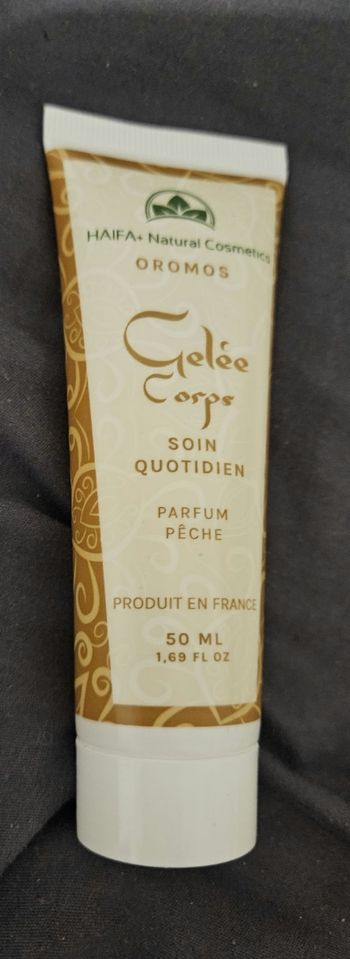 HAIFA+ Natural Cosmetics
OROMOS
Gelée
Corps
SOIN
QUOTIDIEN
PARFUM
PÊCHE
PRODUIT EN FRANCE
50 ML
1,69 FL OZ